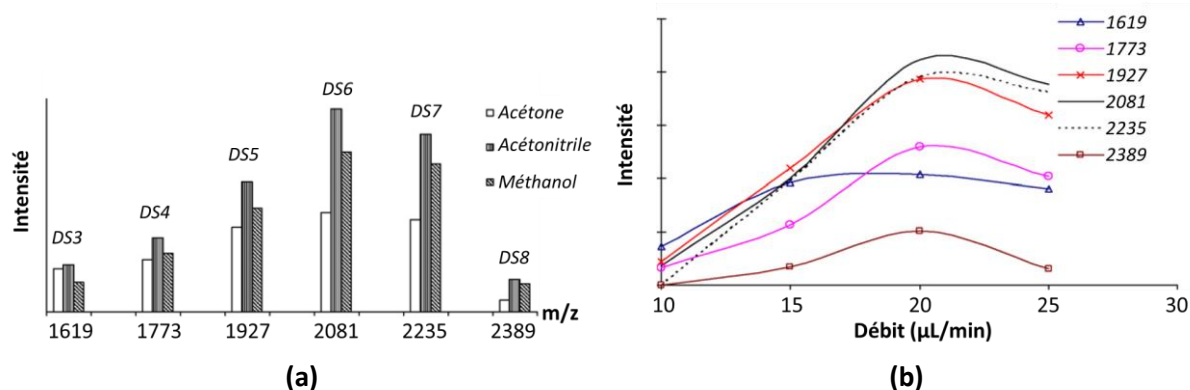 Intensité
DS3
DS4
DS5
DS6
DS7
DS8
Acétone
Acétonitrile
Méthanol
1619 1773 1927 2081 2235 2389 m/z
(a)
Intensité
1619
1773
1927
2081
2235
2389
10 15 20 25 30
Débit (µL/min)
(b)